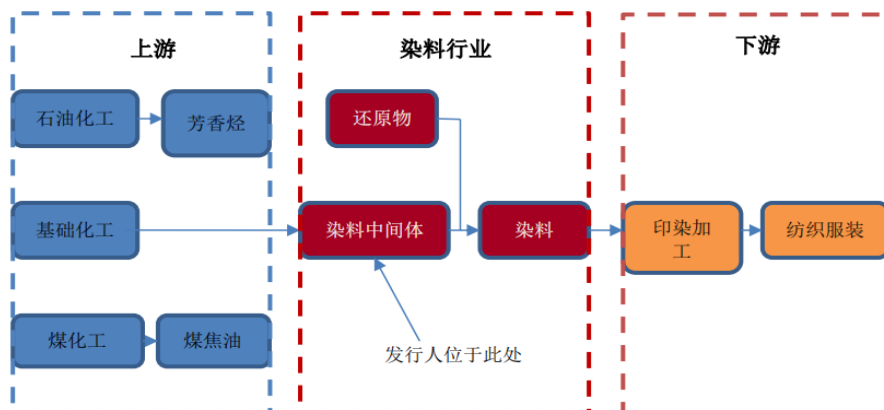 上游
染料行业
下游
石油化工
芳香烃
还原物
基础化工
染料中间体
染料
印染加
工
纺织服装
煤化工
煤焦油
发行人位于此处